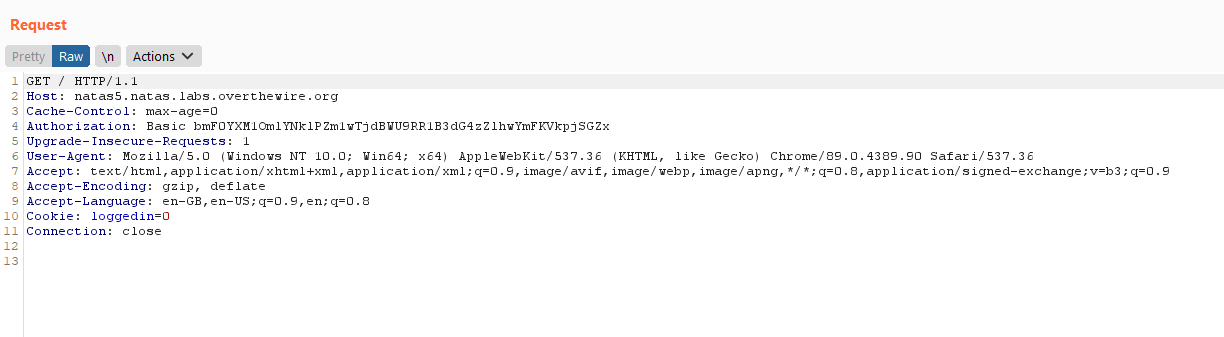 Request
Pretty Raw \n Actions
1 GET / HTTP/1.1
2 Host: natas5.natas.labs.overthewire.org
3 Cache-Control: max-age=0
4 Authorization: Basic bmF0YXM1OmlYNklPZm1wTjdBWU9RR1B3dG4zZlhwYmFKVkpjSGZx
5 Upgrade-Insecure-Requests: 1
6 User-Agent: Mozilla/5.0 (Windows NT 10.0; Win64; x64) AppleWebKit/537.36 (KHTML, like Gecko) Chrome/89.0.4389.90 Safari/537.36
7 Accept: text/html,application/xhtml+xml,application/xml;q=0.9,image/avif,image/webp,image/apng,*/*;q=0.8,application/signed-exchange;v=b3;q=0.9
8 Accept-Encoding: gzip, deflate
9 Accept-Language: en-GB,en-US;q=0.9,en;q=0.8
10 Cookie: loggedin=0
11 Connection: close
12
13